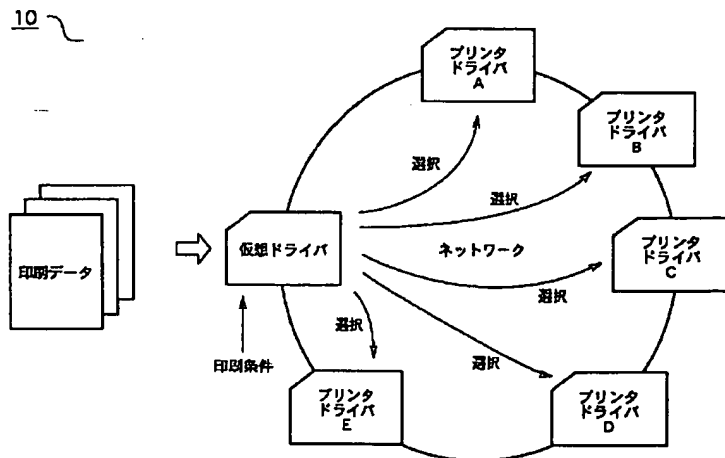 10
プリンタ
ドライバ
A
プリンタ
ドライバ
B
選択
選択
印刷データ
仮想ドライバ
ネットワーク
プリンタ
ドライバ
C
選択
印刷条件
選択
選択
プリンタ
ドライバ
E
プリンタ
ドライバ
D